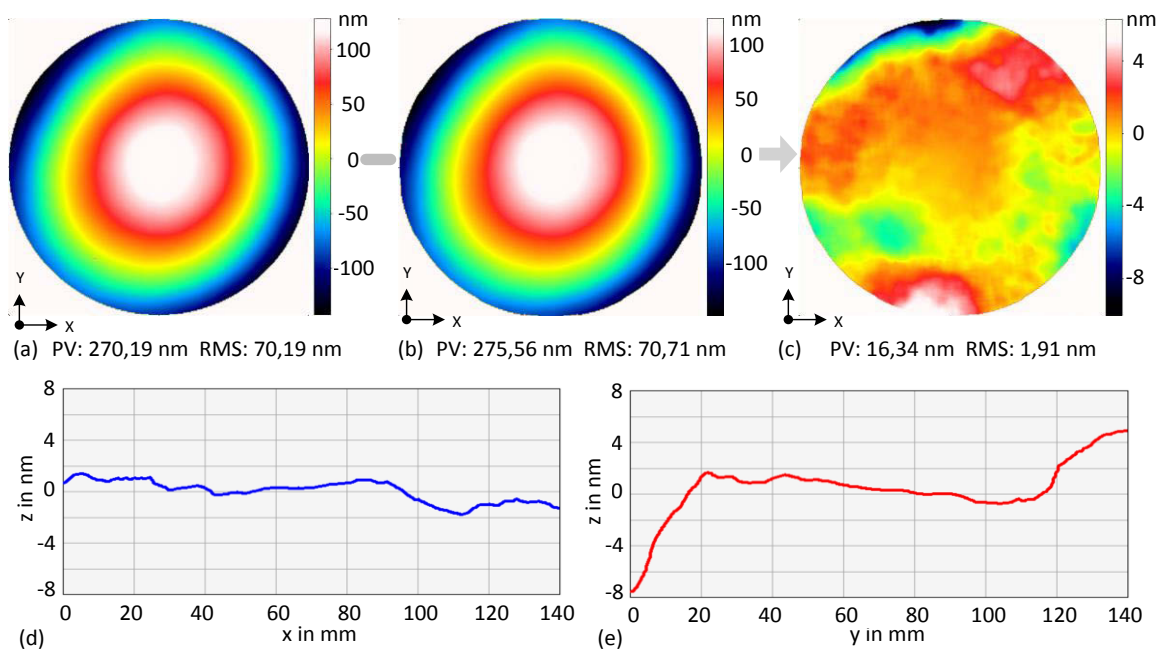 nm
100
50
0
-50
-100
Y
X
(a) PV: 270,19 nm RMS: 70,19 nm
nm
100
50
0
-50
-100
Y
X
(b) PV: 275,56 nm RMS: 70,71 nm
nm
4
0
-4
-8
Y
X
(c) PV: 16,34 nm RMS: 1,91 nm
8
4
0
-4
-8
z in nm
0 20 40 60 80 100 120 140
(d) x in mm
8
4
0
-4
-8
z in nm
0 20 40 60 80 100 120 140
(e) y in mm